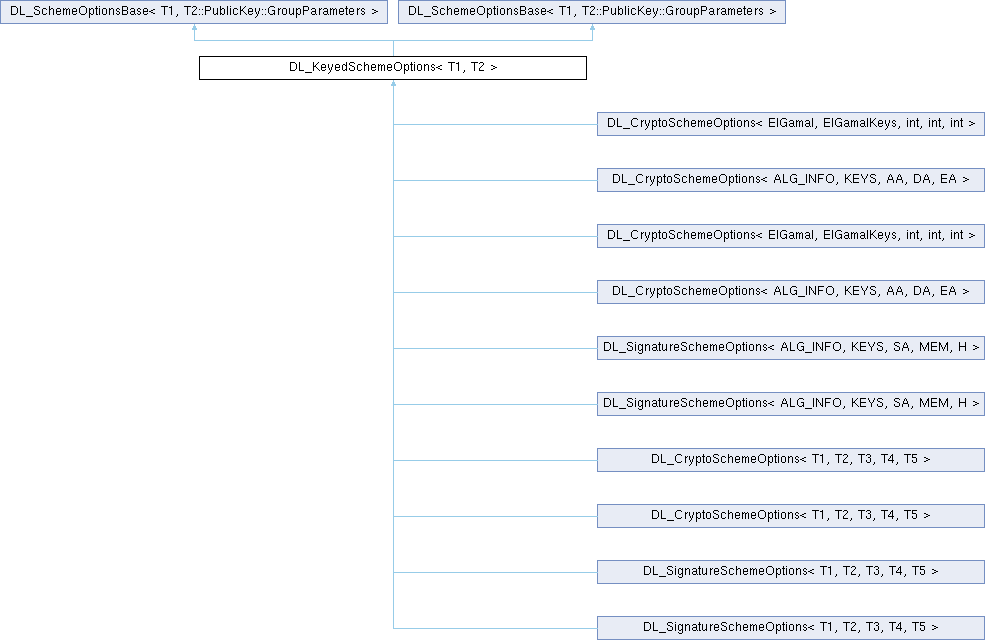 DL_SchemeOptionsBase< T1, T2::PublicKey::GroupParameters >
DL_SchemeOptionsBase< T1, T2::PublicKey::GroupParameters >
DL_KeyedSchemeOptions< T1, T2 >
DL_CryptoSchemeOptions< ElGamal, ElGamalKeys, int, int, int >
DL_CryptoSchemeOptions< ALG_INFO, KEYS, AA, DA, EA >
DL_CryptoSchemeOptions< ElGamal, ElGamalKeys, int, int, int >
DL_CryptoSchemeOptions< ALG_INFO, KEYS, AA, DA, EA >
DL_SignatureSchemeOptions< ALG_INFO, KEYS, SA, MEM, H >
DL_SignatureSchemeOptions< ALG_INFO, KEYS, SA, MEM, H >
DL_CryptoSchemeOptions< T1, T2, T3, T4, T5 >
DL_CryptoSchemeOptions< T1, T2, T3, T4, T5 >
DL_SignatureSchemeOptions< T1, T2, T3, T4, T5 >
DL_SignatureSchemeOptions< T1, T2, T3, T4, T5 >